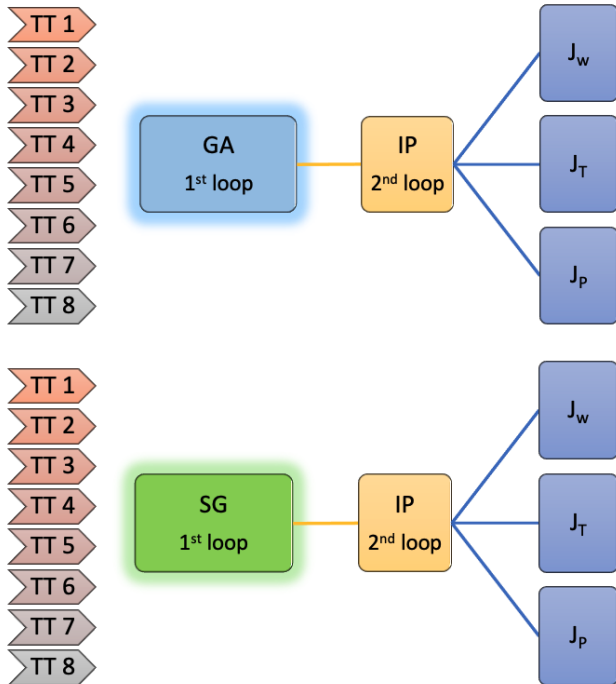 TT 1
TT 2
TT 3
TT 4
TT 5
TT 6
TT 7
TT 8
GA
1st loop
IP
2nd loop
Jw
JT
JP
TT 1
TT 2
TT 3
TT 4
TT 5
TT 6
TT 7
TT 8
SG
1st loop
IP
2nd loop
Jw
JT
JP